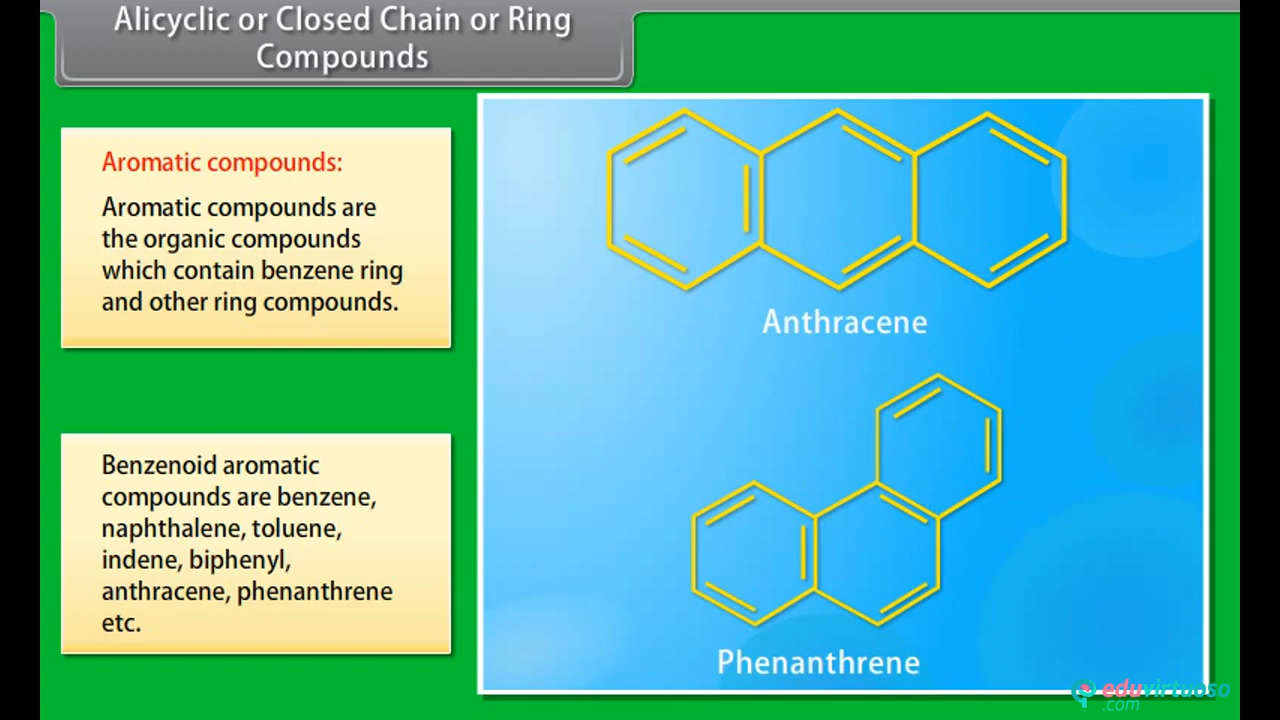 Alicyclic or Closed Chain or Ring
Compounds
Aromatic compounds:
Aromatic compounds are
the organic compounds
which contain benzene ring
and other ring compounds.
Benzenoid aromatic
compounds are benzene,
naphthalene, toluene,
indene, biphenyl,
anthracene, phenanthrene
etc.
Anthracene
Phenanthrene
eduvirtuoso
.com